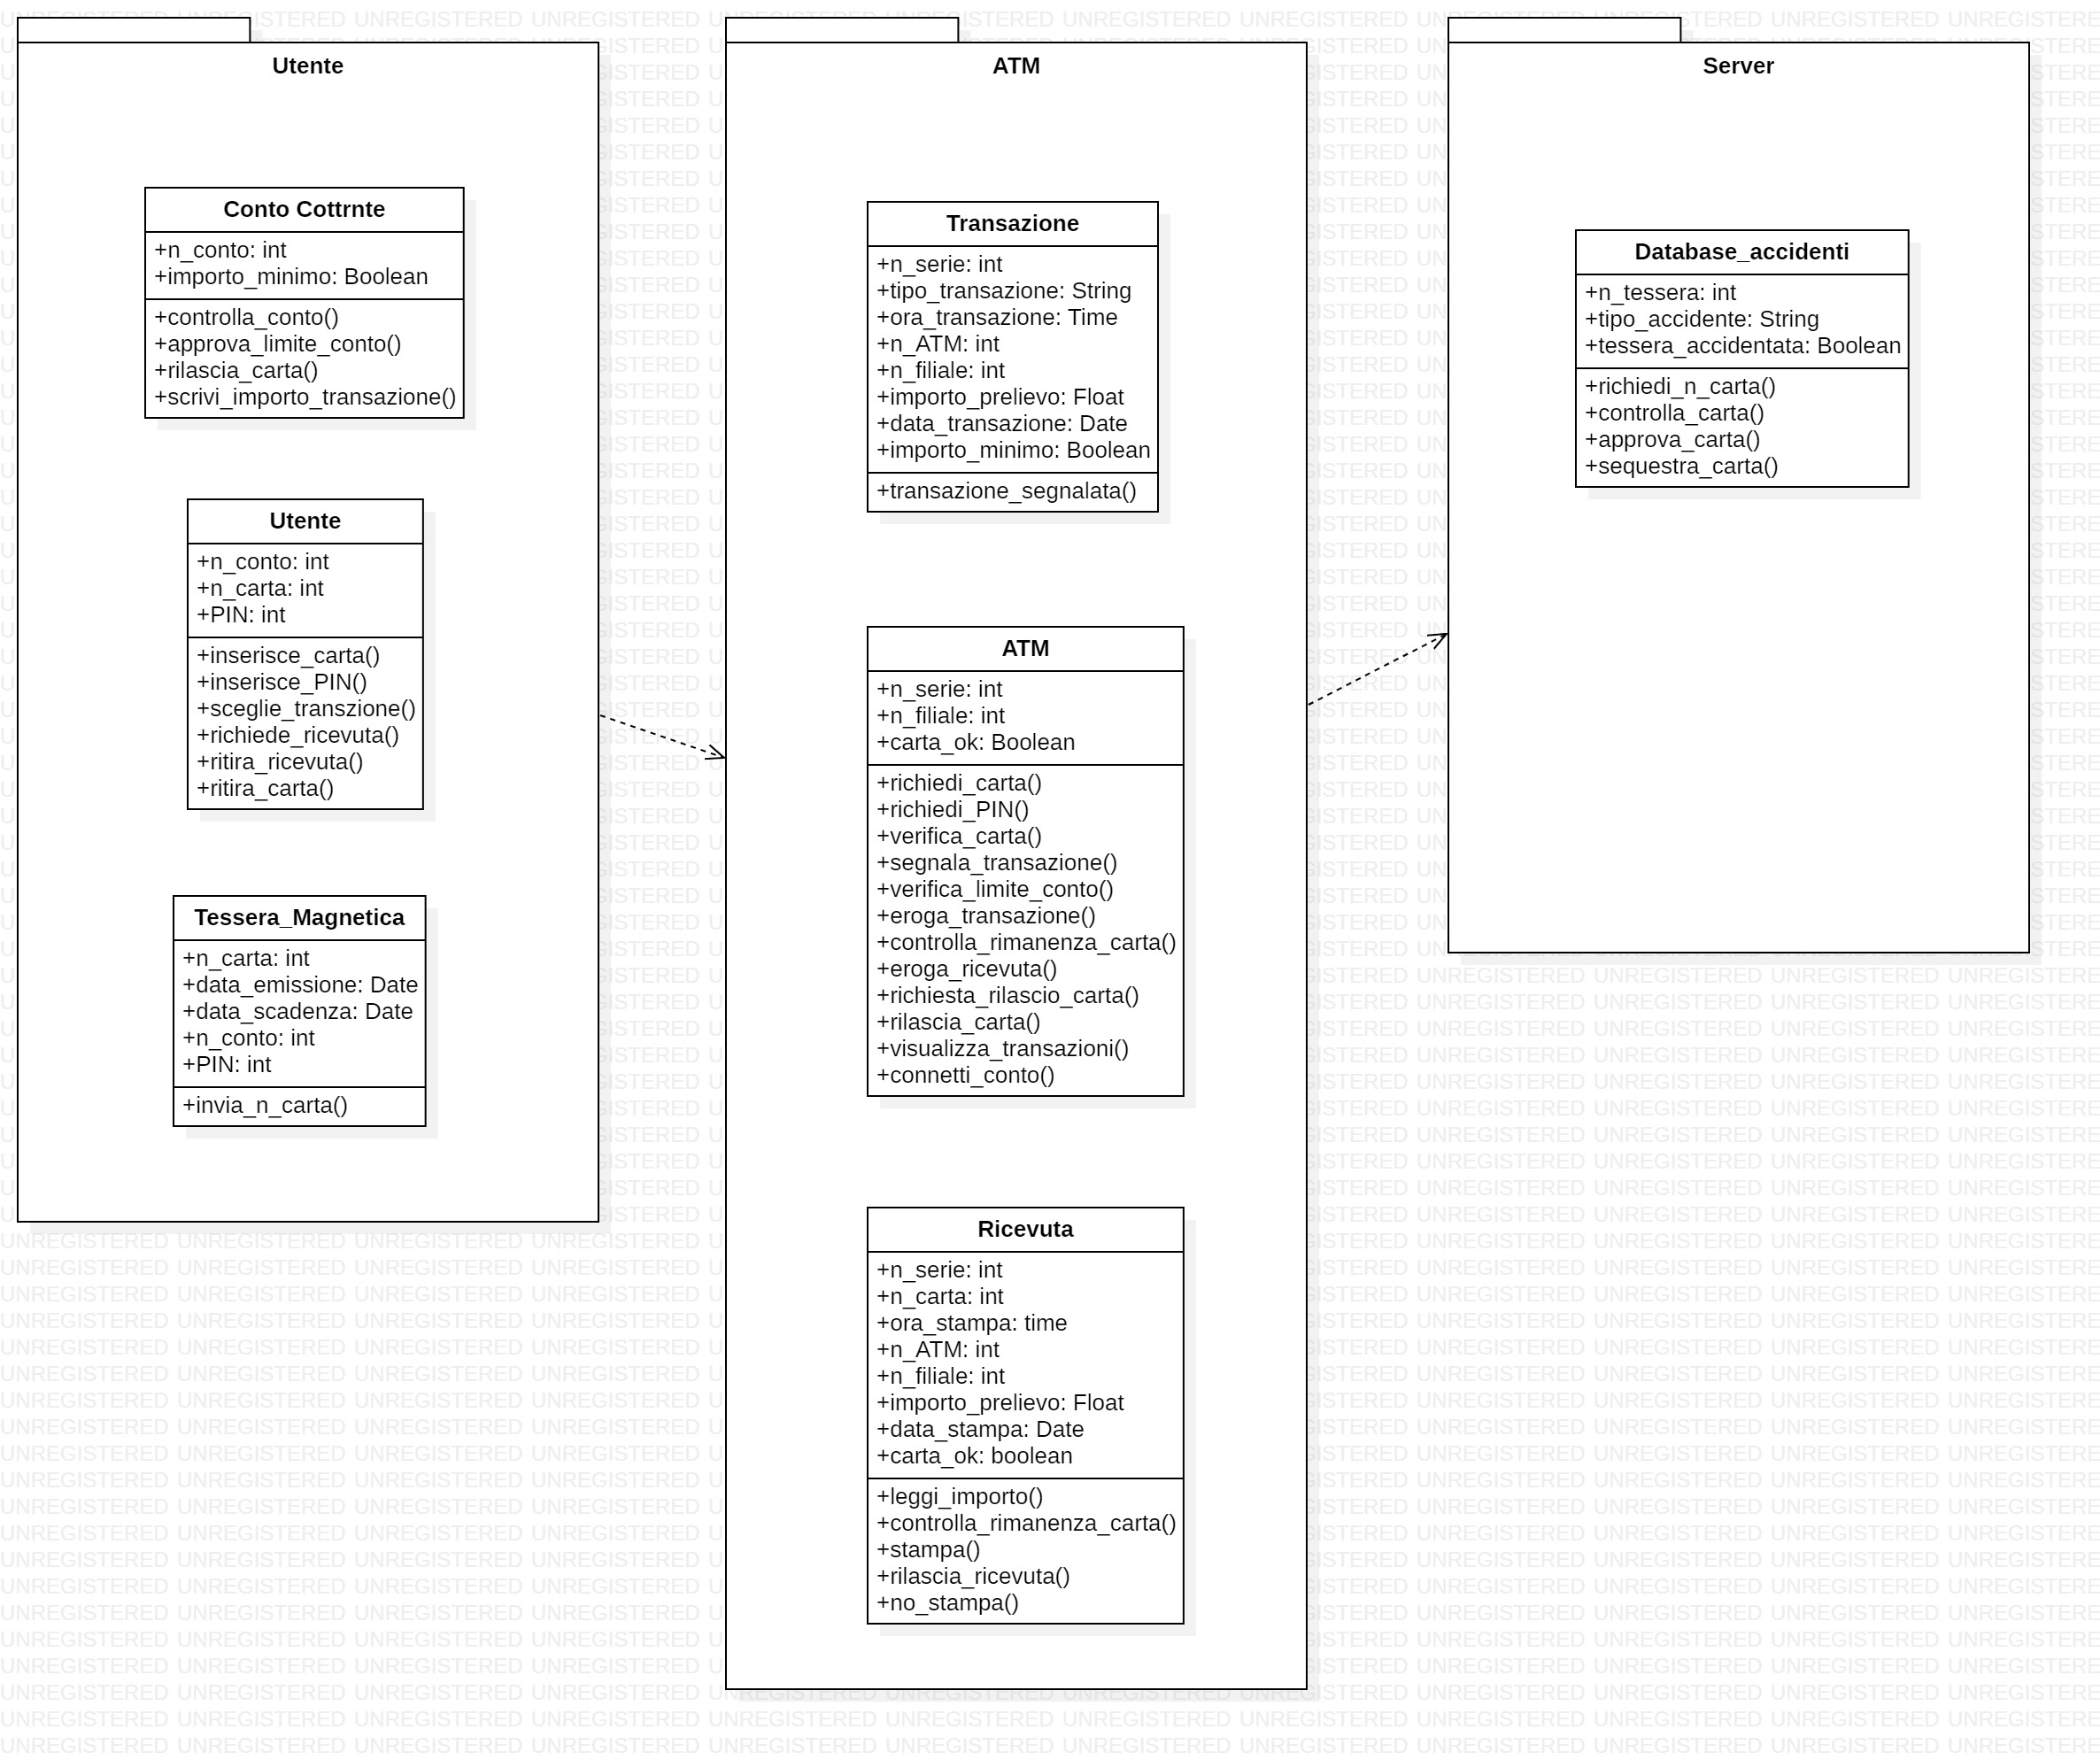 Utente
Conto Cottrnte
+n_conto: int
+importo_minimo: Boolean
+controlla_conto()
+approva_limite_conto()
+rilascia_carta()
+scrivi_importo_transazione()
Utente
+n_conto: int
+n_carta: int
+PIN: int
+inserisce_carta()
+inserisce_PIN()
+sceglie_transzione()
+richiede_ricevuta()
+ritira_ricevuta()
+ritira_carta()
Tessera_Magnetica
+n_carta: int
+data_emissione: Date
+data_scadenza: Date
+n_conto: int
+PIN: int
+invia_n_carta()
ATM
Transazione
+n_serie: int
+tipo_transazione: String
+ora_transazione: Time
+n_ATM: int
+n_filiale: int
+importo_prelievo: Float
+data_transazione: Date
+importo_minimo: Boolean
+transazione_segnalata()
ATM
+n_serie: int
+n_filiale: int
+carta_ok: Boolean
+richiedi_carta()
+richiedi_PIN()
+verifica_carta()
+segnala_transazione()
+verifica_limite_conto()
+eroga_transazione()
+controlla_rimanenza_carta()
+eroga_ricevuta()
+richiesta_rilascio_carta()
+rilascia_carta()
+visualizza_transazioni()
+connetti_conto()
Ricevuta
+n_serie: int
+n_carta: int
+ora_stampa: time
+n_ATM: int
+n_filiale: int
+importo_prelievo: Float
+data_stampa: Date
+carta_ok: boolean
+leggi_importo()
+controlla_rimanenza_carta()
+stampa()
+rilascia_ricevuta()
+no_stampa()
Server
Database_accidenti
+n_tessera: int
+tipo_accidente: String
+tessera_accidentata: Boolean
+richiedi_n_carta()
+controlla_carta()
+approva_carta()
+sequestra_carta()
UNREGISTERED